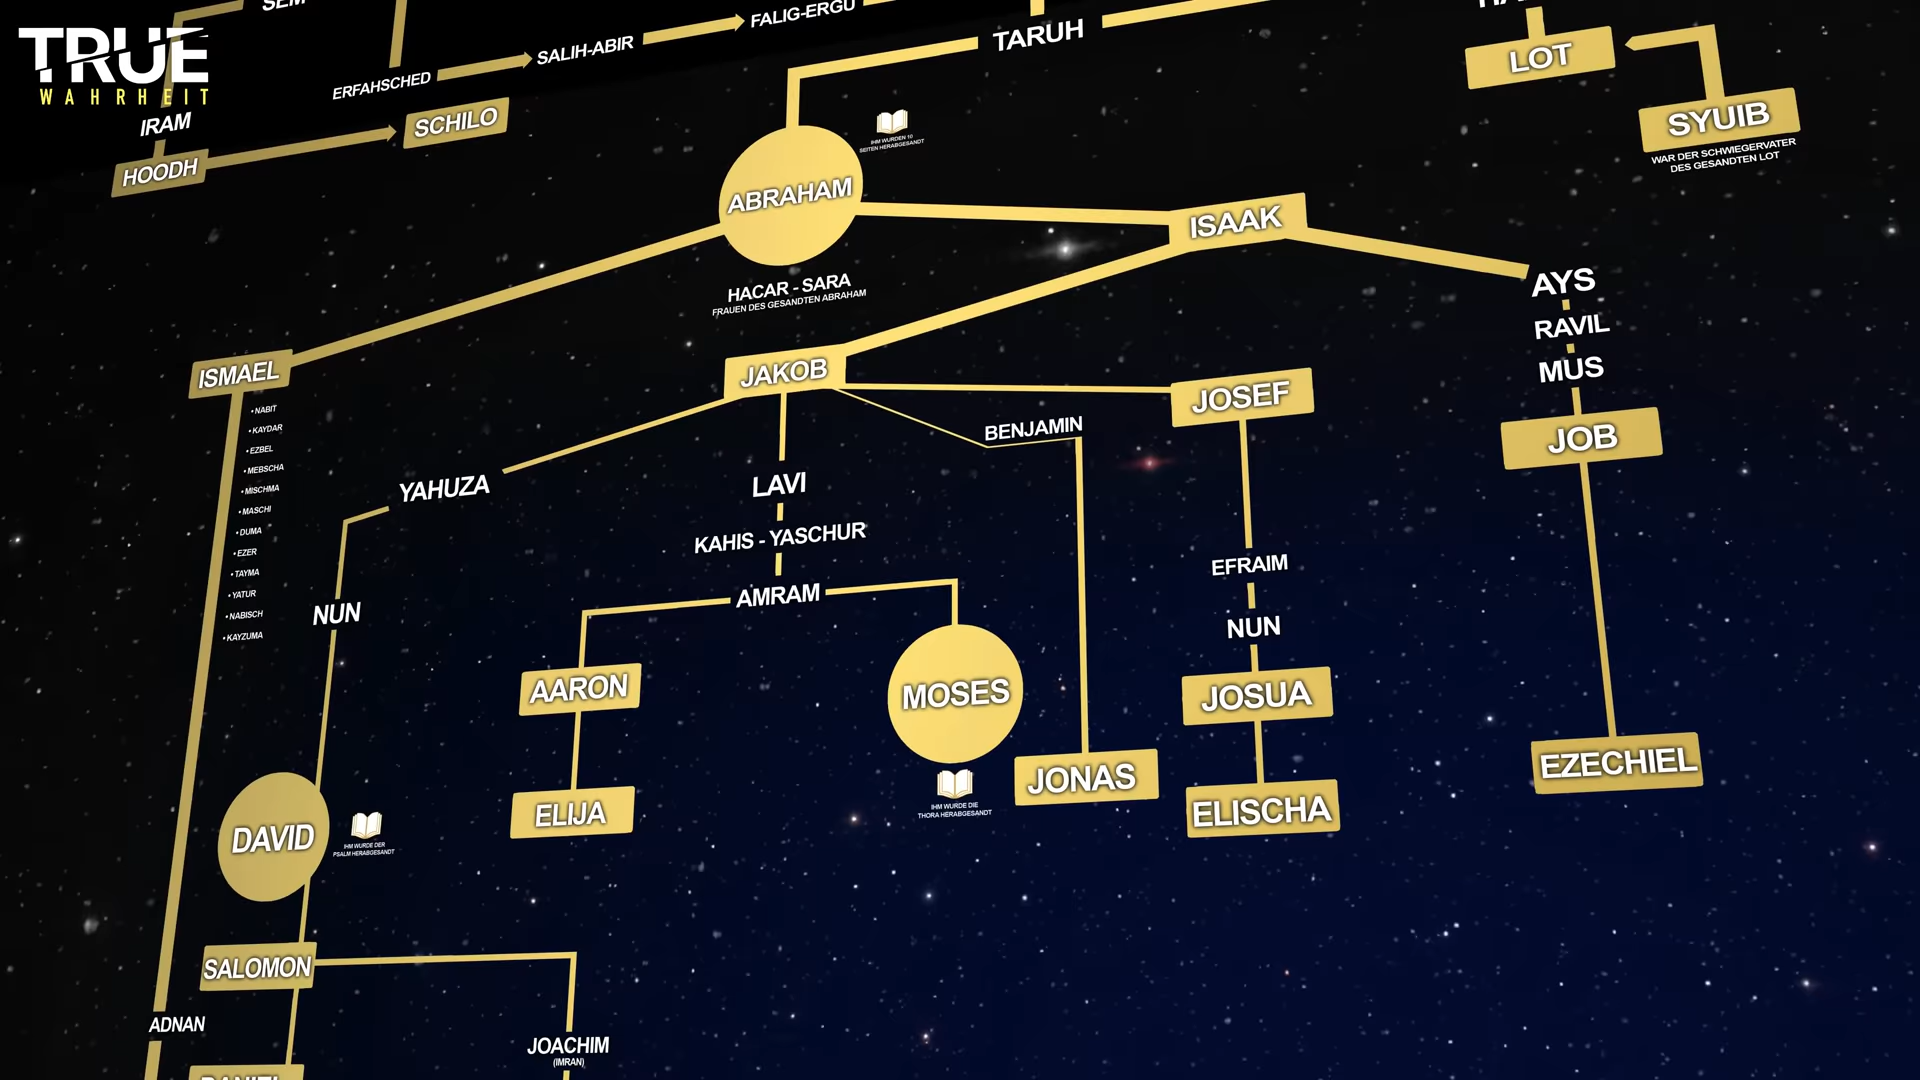 TRUE
WAHRHEIT
SEM
FALIG-ERGU
SALIH-ABIR
ERFAHSCHED
TARUH
LOT
SYUIB
WAR DER SCHWIEGERVATER
DES GESANDTEN LOT
IRAM
HOODH
SCHILO
IHM WURDEN 10
SEITEN HERABGESANDT
ABRAHAM
ISAAK
HACAR - SARA
FRAUEN DES GESANDTEN ABRAHAM
AYS
RAVIL
MUS
JOB
EZECHIEL
ISMAEL
• NABIT
• KAYDAR
• EZBEL
• MEBSCHA
• MISCHMA
• MASCHI
• DUMA
• EZER
• TAYMA
• YATUR
• NABISCH
• KAYZUMA
JAKOB
JOSEF
BENJAMIN
YAHUZA
LAVI
KAHIS - YASCHUR
AMRAM
EFRAIM
NUN
NUN
AARON
MOSES
JOSUA
IHM WURDE DIE
THORA HERABGESANDT
JONAS
ELIJA
ELISCHA
DAVID
IHM WURDE DER
PSALM HERABGESANDT
SALOMON
ADNAN
JOACHIM
(IMRAN)